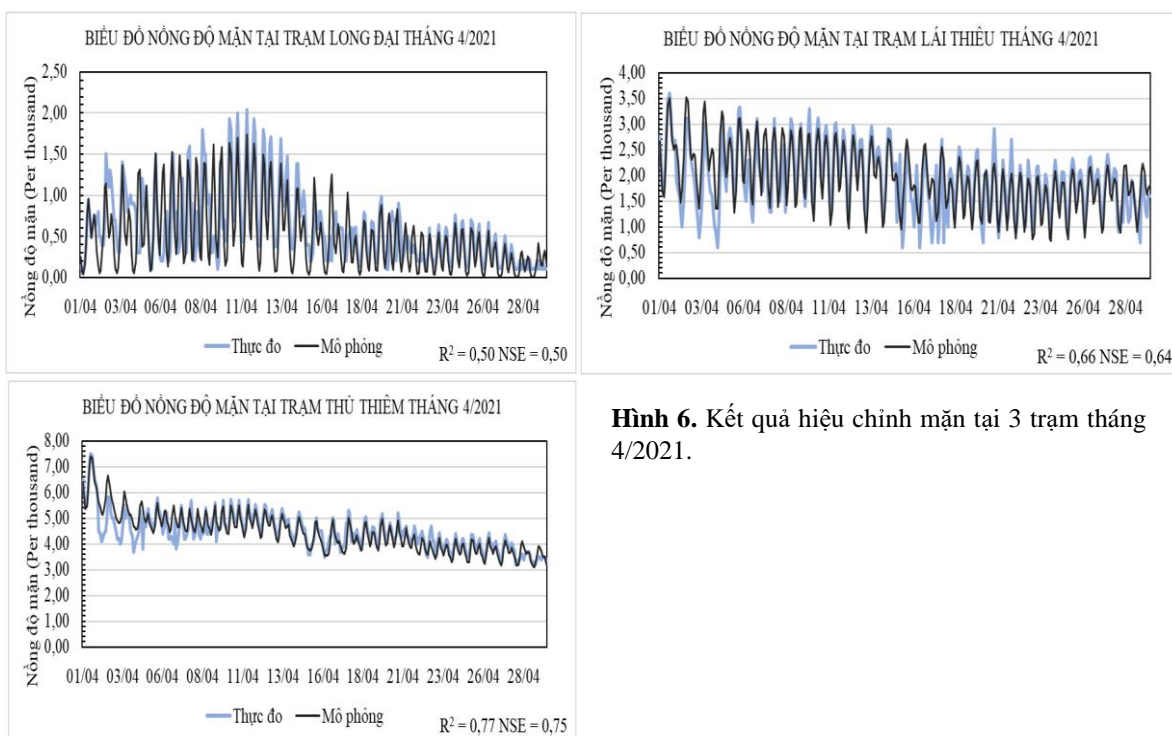 BIỂU ĐỒ NỒNG ĐỘ MẶN TẠI TRẠM LONG ĐẠI THÁNG 4/2021
Nồng độ mặn (Per thousand)
2,50
2,00
1,50
1,00
0,50
0,00
01/04 03/04 06/04 08/04 11/04 13/04 16/04 18/04 21/04 23/04 26/04 28/04
Thực đo Mô phỏng
R² = 0,50 NSE = 0,50
BIỂU ĐỒ NỒNG ĐỘ MẶN TẠI TRẠM LÁI THIÊU THÁNG 4/2021
Nồng độ mặn (Per thousand)
4,00
3,50
3,00
2,50
2,00
1,50
1,00
0,50
0,00
01/04 03/04 06/04 08/04 11/04 13/04 16/04 18/04 21/04 23/04 26/04 28/04
Thực đo Mô phỏng
R² = 0,66 NSE = 0,64
BIỂU ĐỒ NỒNG ĐỘ MẶN TẠI TRẠM THỦ THIÊM THÁNG 4/2021
Nồng độ mặn (Per thousand)
8,00
7,00
6,00
5,00
4,00
3,00
2,00
1,00
0,00
01/04 03/04 06/04 08/04 11/04 13/04 16/04 18/04 21/04 23/04 26/04 28/04
Thực đo Mô phỏng
R² = 0,77 NSE = 0,75
Hình 6. Kết quả hiệu chỉnh mặn tại 3 trạm tháng
4/2021.